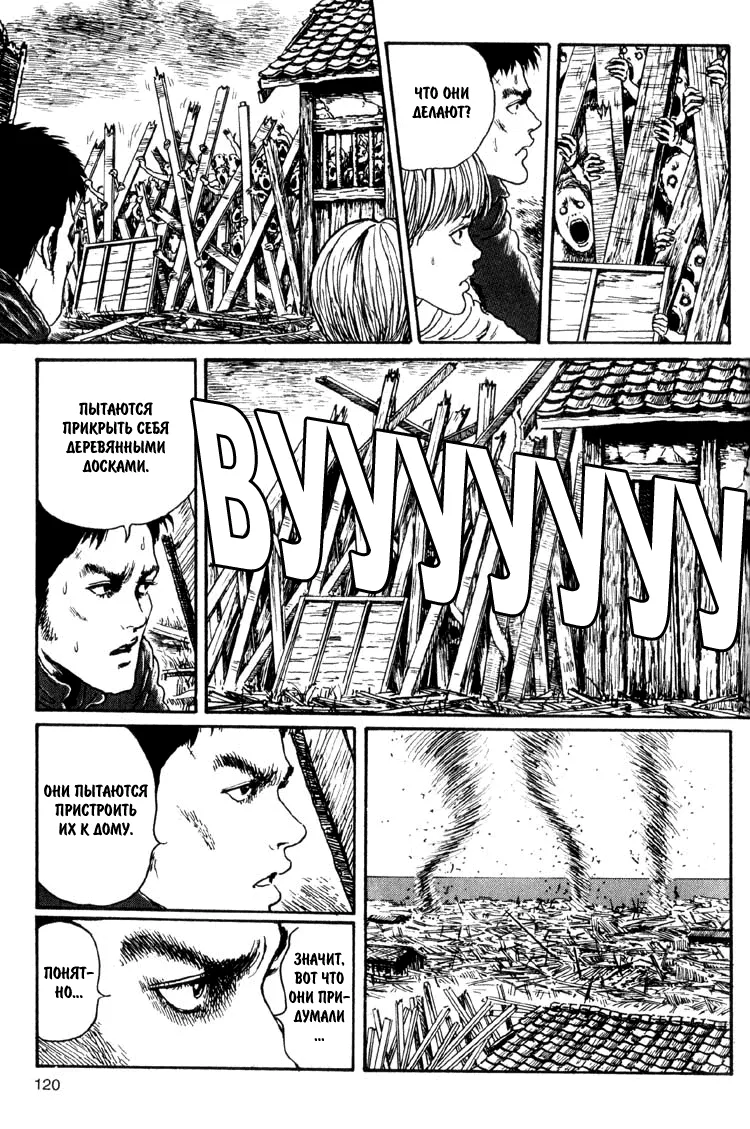 ЧТО ОНИ
ДЕЛАЮТ?
ПЫТАЮТСЯ
ПРИКРЫТЬ СЕБЯ
ДЕРЕВЯННЫМИ
ДОСКАМИ.
ВУУУУУУУ
ОНИ ПЫТАЮТСЯ
ПРИСТРОИТЬ
ИХ К ДОМУ.
ПОНЯТ-
НО...
ЗНАЧИТ,
ВОТ ЧТО
ОНИ ПРИ-
ДУМАЛИ
...
120